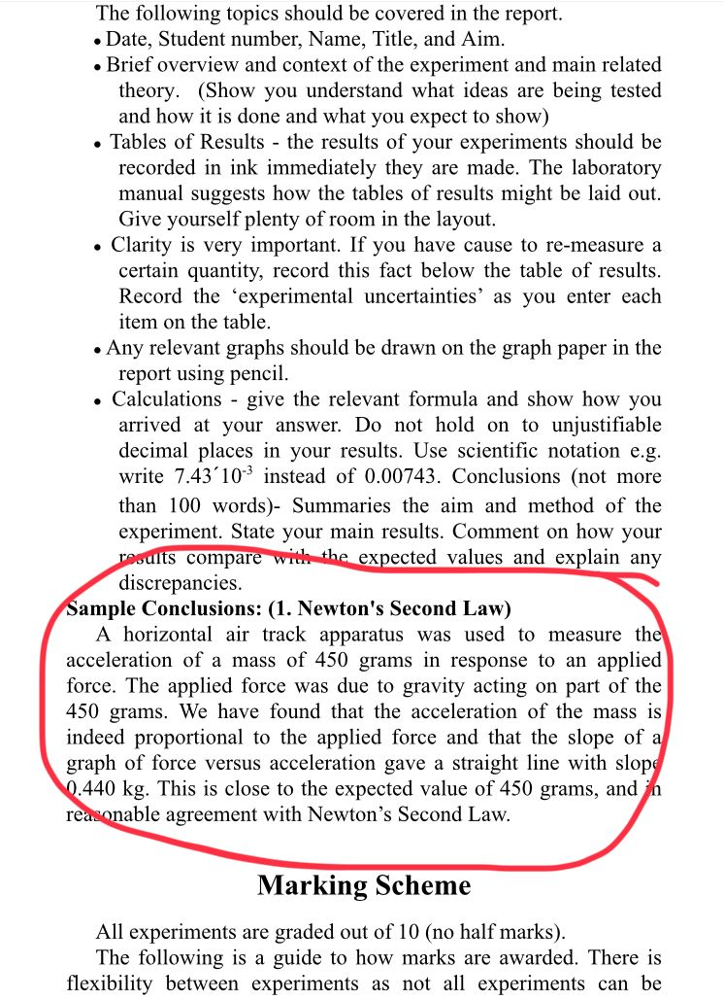 The following topics should be covered in the report.
• Date, Student number, Name, Title, and Aim.
• Brief overview and context of the experiment and main related
theory. (Show you understand what ideas are being tested
and how it is done and what you expect to show)
• Tables of Results - the results of your experiments should be
recorded in ink immediately they are made. The laboratory
manual suggests how the tables of results might be laid out.
Give yourself plenty of room in the layout.
• Clarity is very important. If you have cause to re-measure a
certain quantity, record this fact below the table of results.
Record the ‘experimental uncertainties’ as you enter each
item on the table.
• Any relevant graphs should be drawn on the graph paper in the
report using pencil.
• Calculations - give the relevant formula and show how you
arrived at your answer. Do not hold on to unjustifiable
decimal places in your results. Use scientific notation e.g.
write 7.43´10⁻³ instead of 0.00743. Conclusions (not more
than 100 words)- Summaries the aim and method of the
experiment. State your main results. Comment on how your
results compare with the expected values and explain any
discrepancies.
Sample Conclusions: (1. Newton's Second Law)
A horizontal air track apparatus was used to measure the
acceleration of a mass of 450 grams in response to an applied
force. The applied force was due to gravity acting on part of the
450 grams. We have found that the acceleration of the mass is
indeed proportional to the applied force and that the slope of a
graph of force versus acceleration gave a straight line with slope
0.440 kg. This is close to the expected value of 450 grams, and in
reasonable agreement with Newton’s Second Law.
Marking Scheme
All experiments are graded out of 10 (no half marks).
The following is a guide to how marks are awarded. There is
flexibility between experiments as not all experiments can be